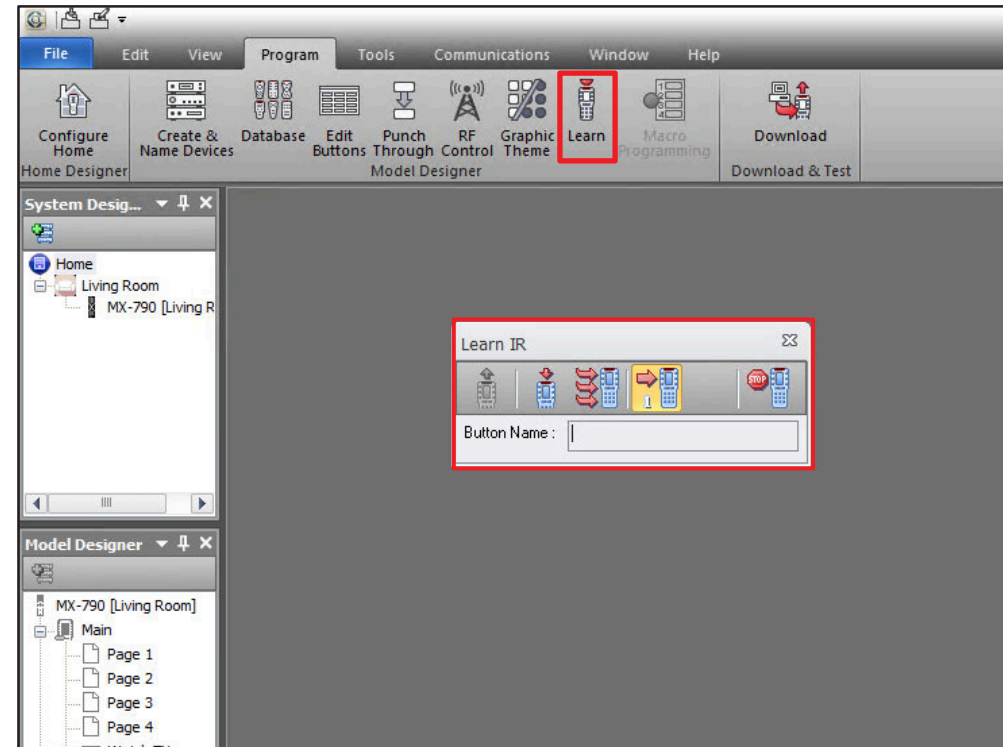 File Edit View Program Tools Communications Window Help
Configure Home
Create & Name Devices
Database
Edit Buttons
Punch Through
RF Control
Graphic Theme
Learn
Macro Programming
Download
Home Designer
Model Designer
Download & Test
System Desig...
Home
Living Room
MX-790 [Living R
Learn IR
1
STOP
Button Name :
Model Designer
MX-790 [Living Room]
Main
Page 1
Page 2
Page 3
Page 4